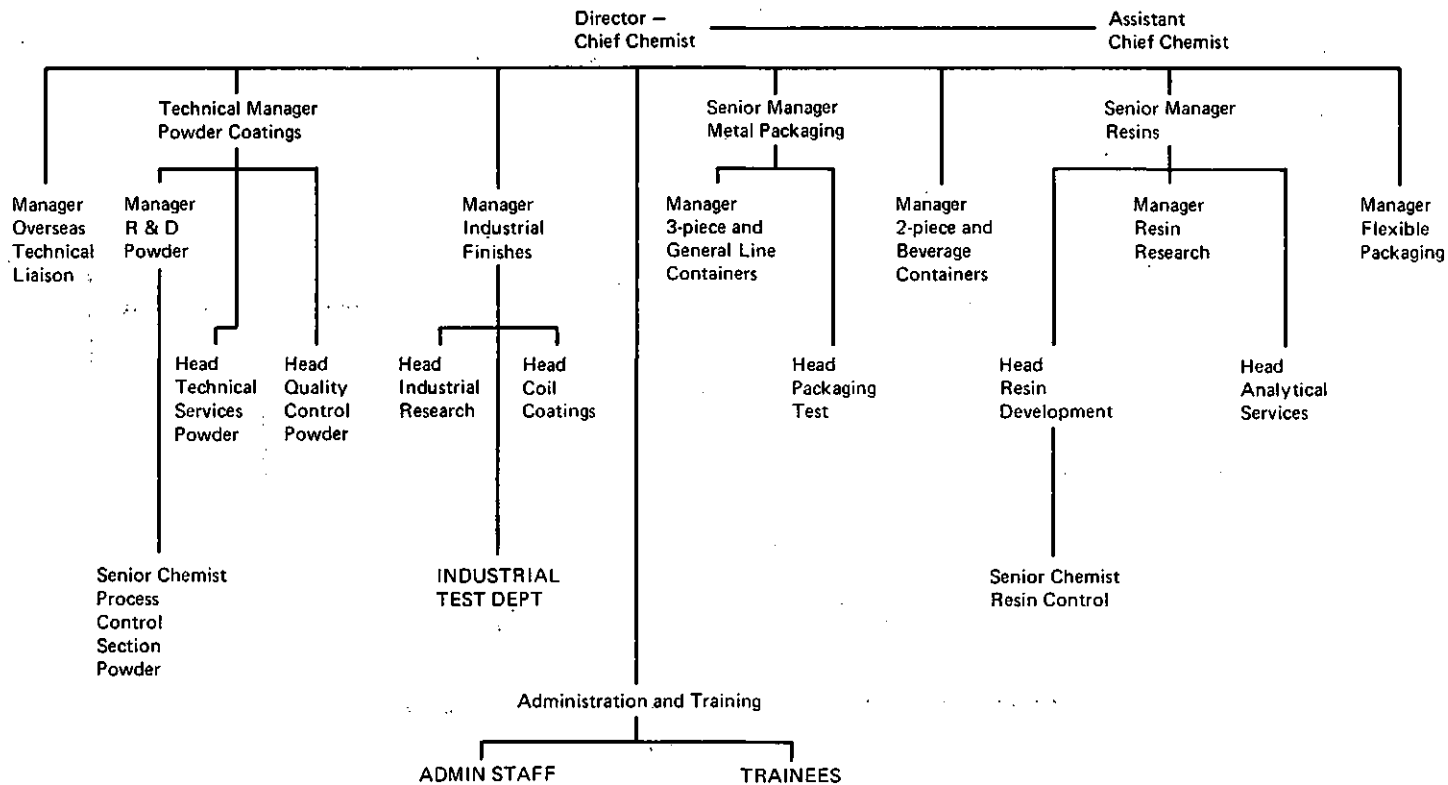 Director –
Chief Chemist
Assistant
Chief Chemist
Technical Manager
Powder Coatings
Senior Manager
Metal Packaging
Senior Manager
Resins
Manager
Overseas
Technical
Liaison
Manager
R & D
Powder
Manager
Industrial
Finishes
Manager
3-piece and
General Line
Containers
Manager
2-piece and
Beverage
Containers
Manager
Resin
Research
Manager
Flexible
Packaging
Head
Technical
Services
Powder
Head
Quality
Control
Powder
Head
Industrial
Research
Head
Coil
Coatings
Head
Packaging
Test
Head
Resin
Development
Head
Analytical
Services
Senior Chemist
Process
Control
Section
Powder
INDUSTRIAL
TEST DEPT
Senior Chemist
Resin Control
Administration and Training
ADMIN STAFF
TRAINEES